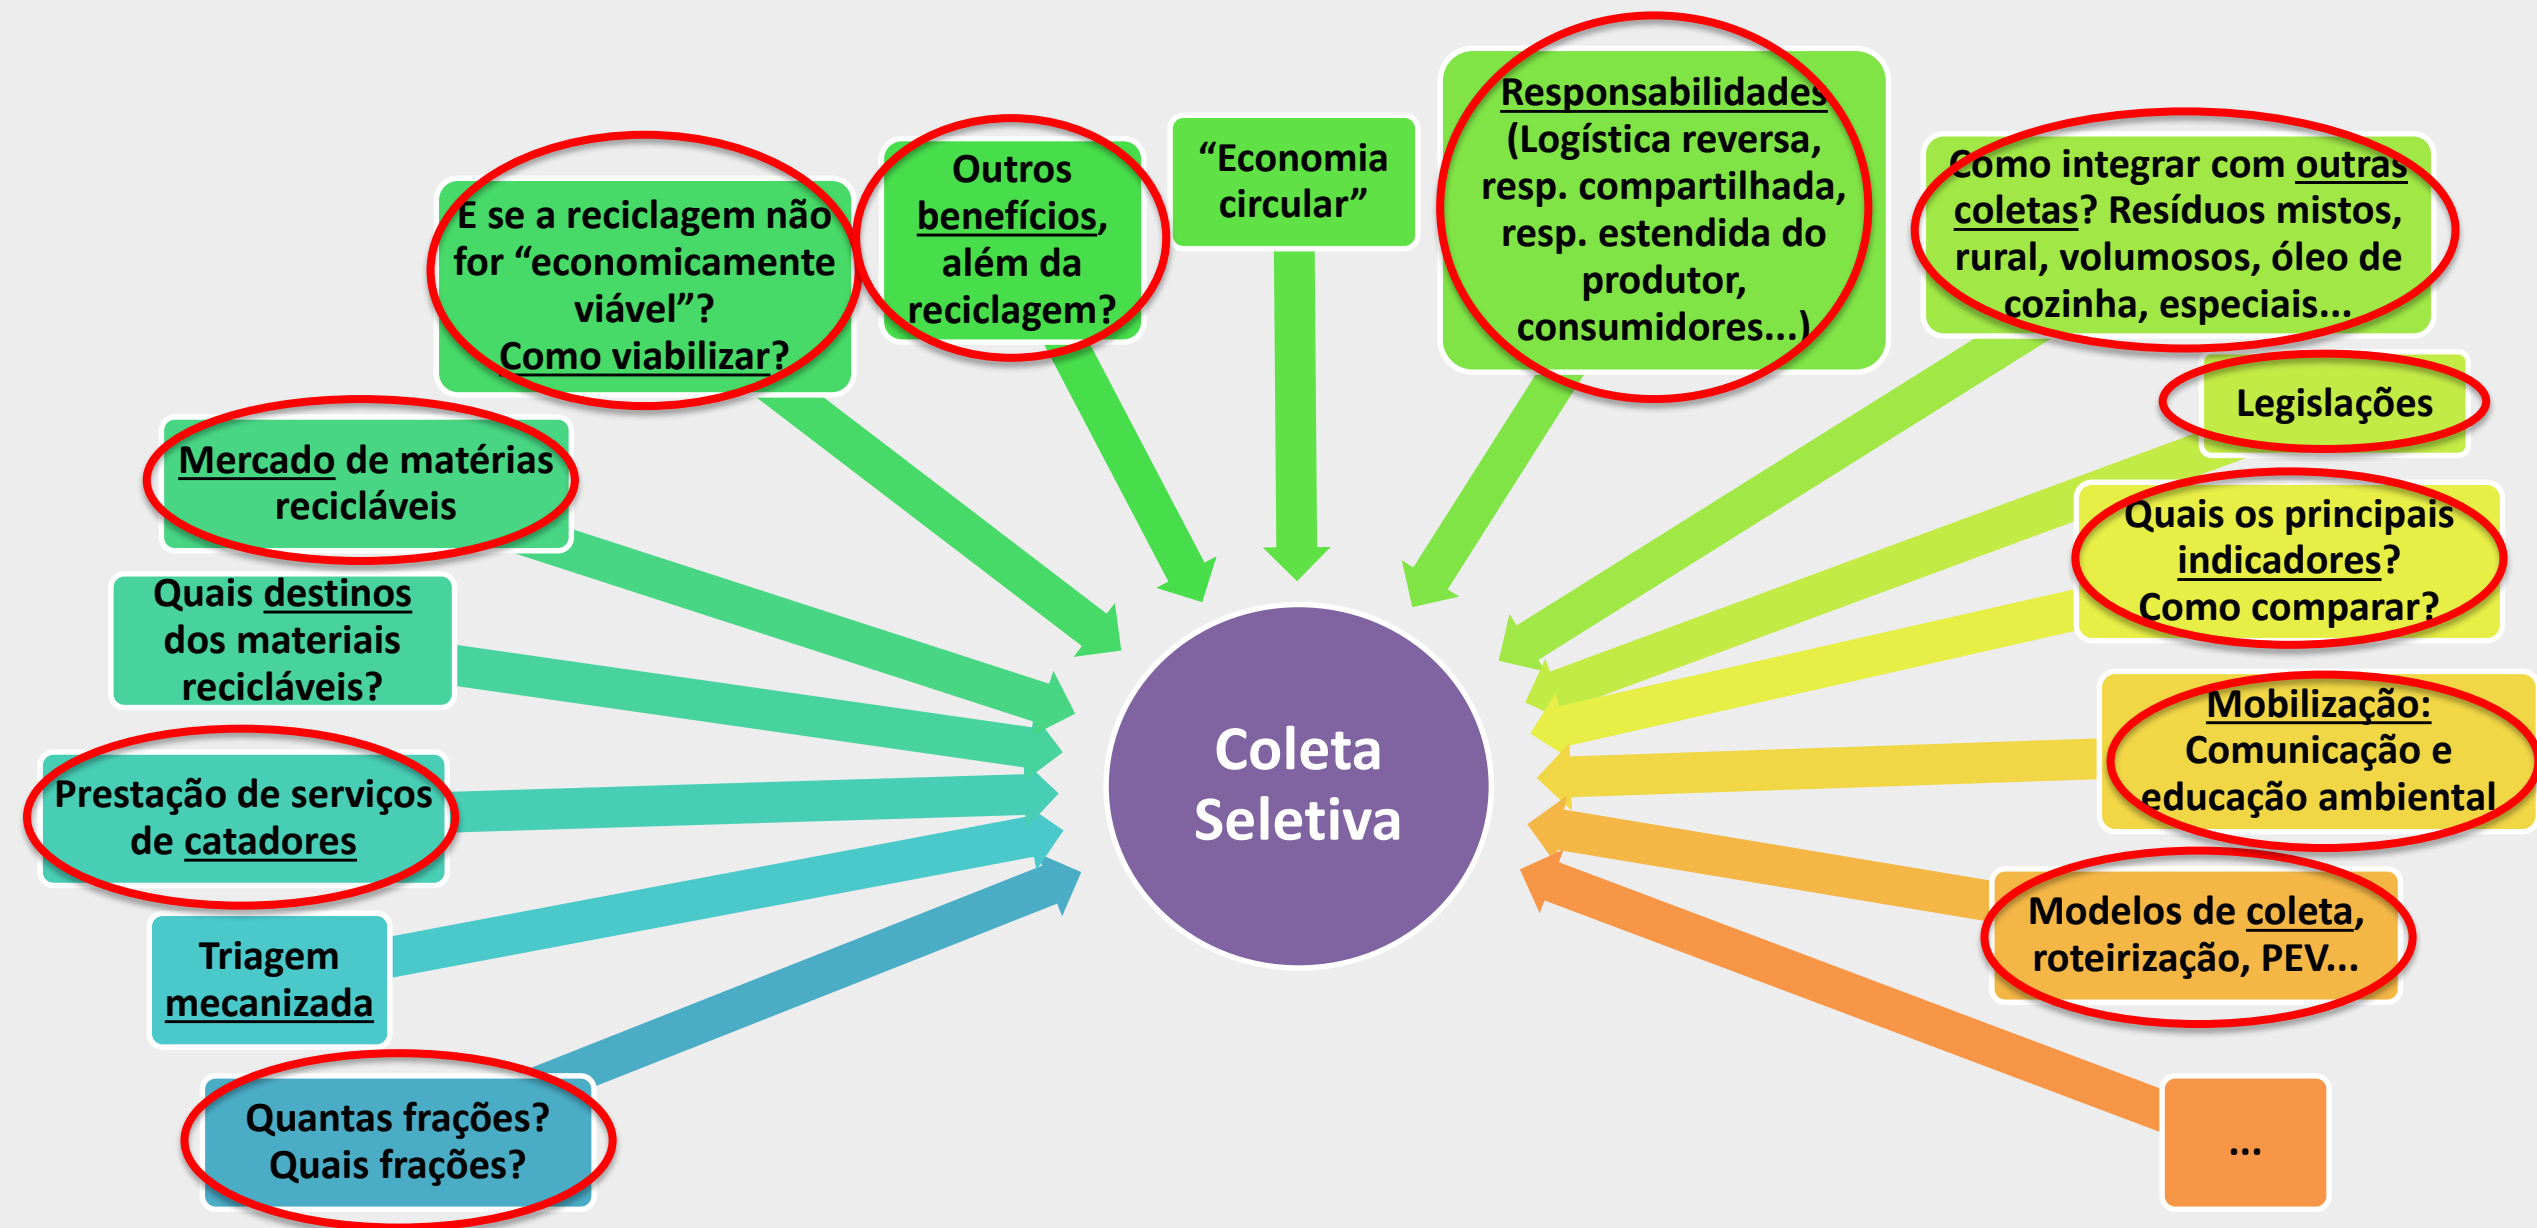 Responsabilidades
(Logística reversa,
resp. compartilhada,
resp. estendida do
produtor,
consumidores...)
“Economia
circular”
Outros
benefícios,
além da
reciclagem?
E se a reciclagem não
for “economicamente
viável”?
Como viabilizar?
Mercado de matérias
recicláveis
Quais destinos
dos materiais
recicláveis?
Prestação de serviços
de catadores
Triagem
mecanizada
Quantas frações?
Quais frações?
Coleta
Seletiva
Como integrar com outras
coletas? Resíduos mistos,
rural, volumosos, óleo de
cozinha, especiais...
Legislações
Quais os principais
indicadores?
Como comparar?
Mobilização:
Comunicação e
educação ambiental
Modelos de coleta,
roteirização, PEV...
...